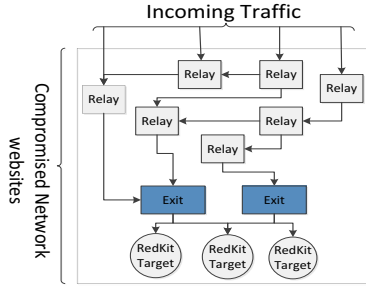 Incoming Traffic
Compromised Network
websites
Relay
Relay
Relay
Relay
Relay
Relay
Relay
Exit
Exit
RedKit
Target
RedKit
Target
RedKit
Target